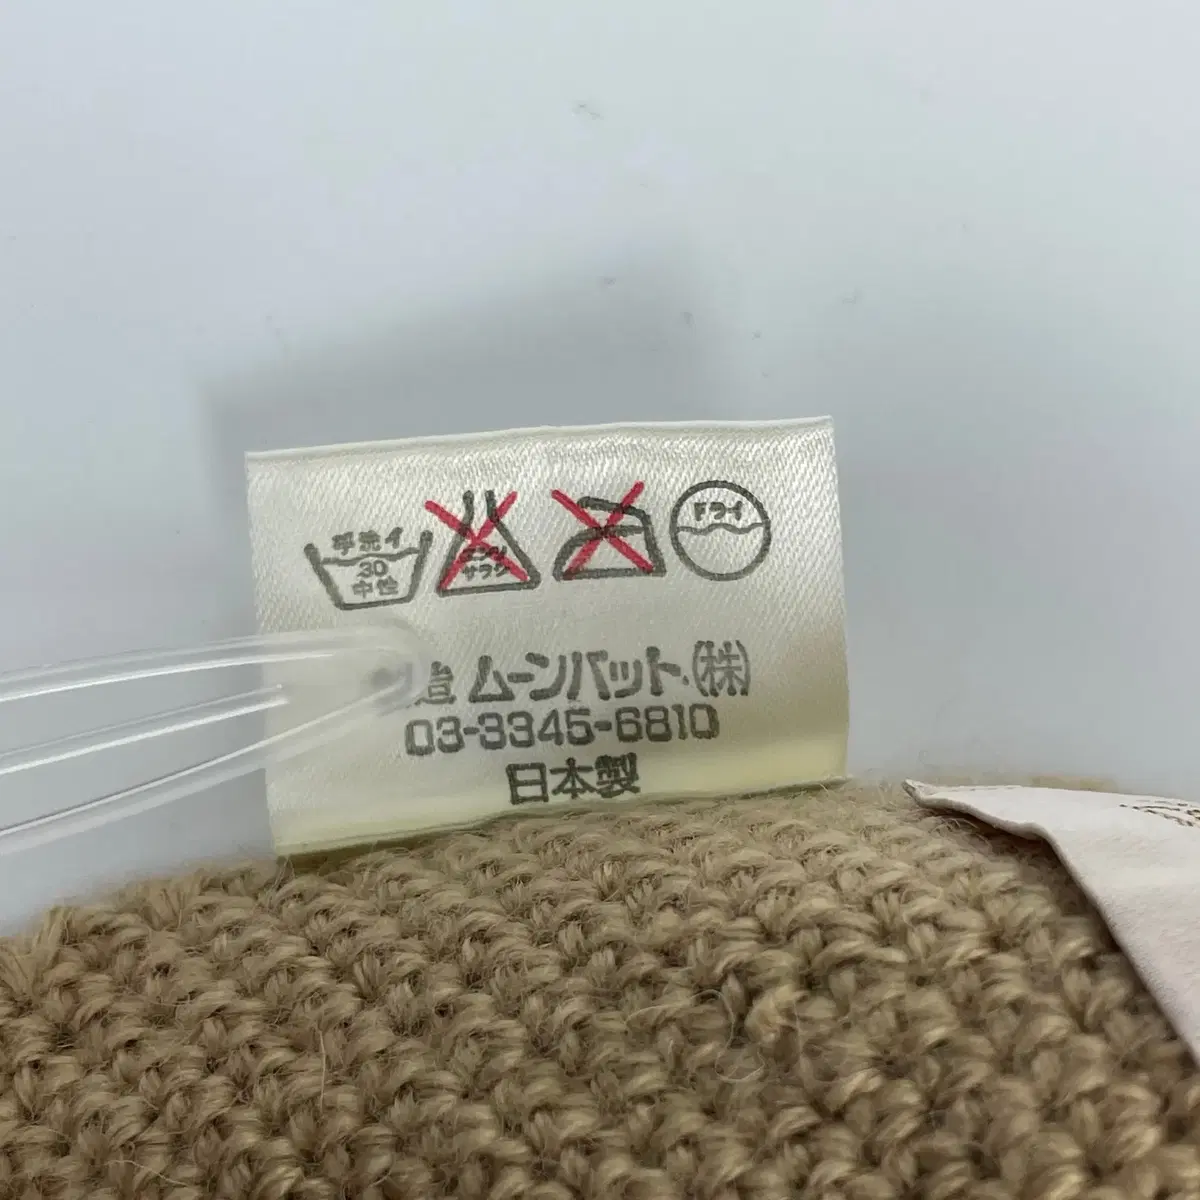 手洗イ
30
中性
エンソ
サラシ
ドライ
造 ムーンバット.(株)
03-3345-6810
日本製